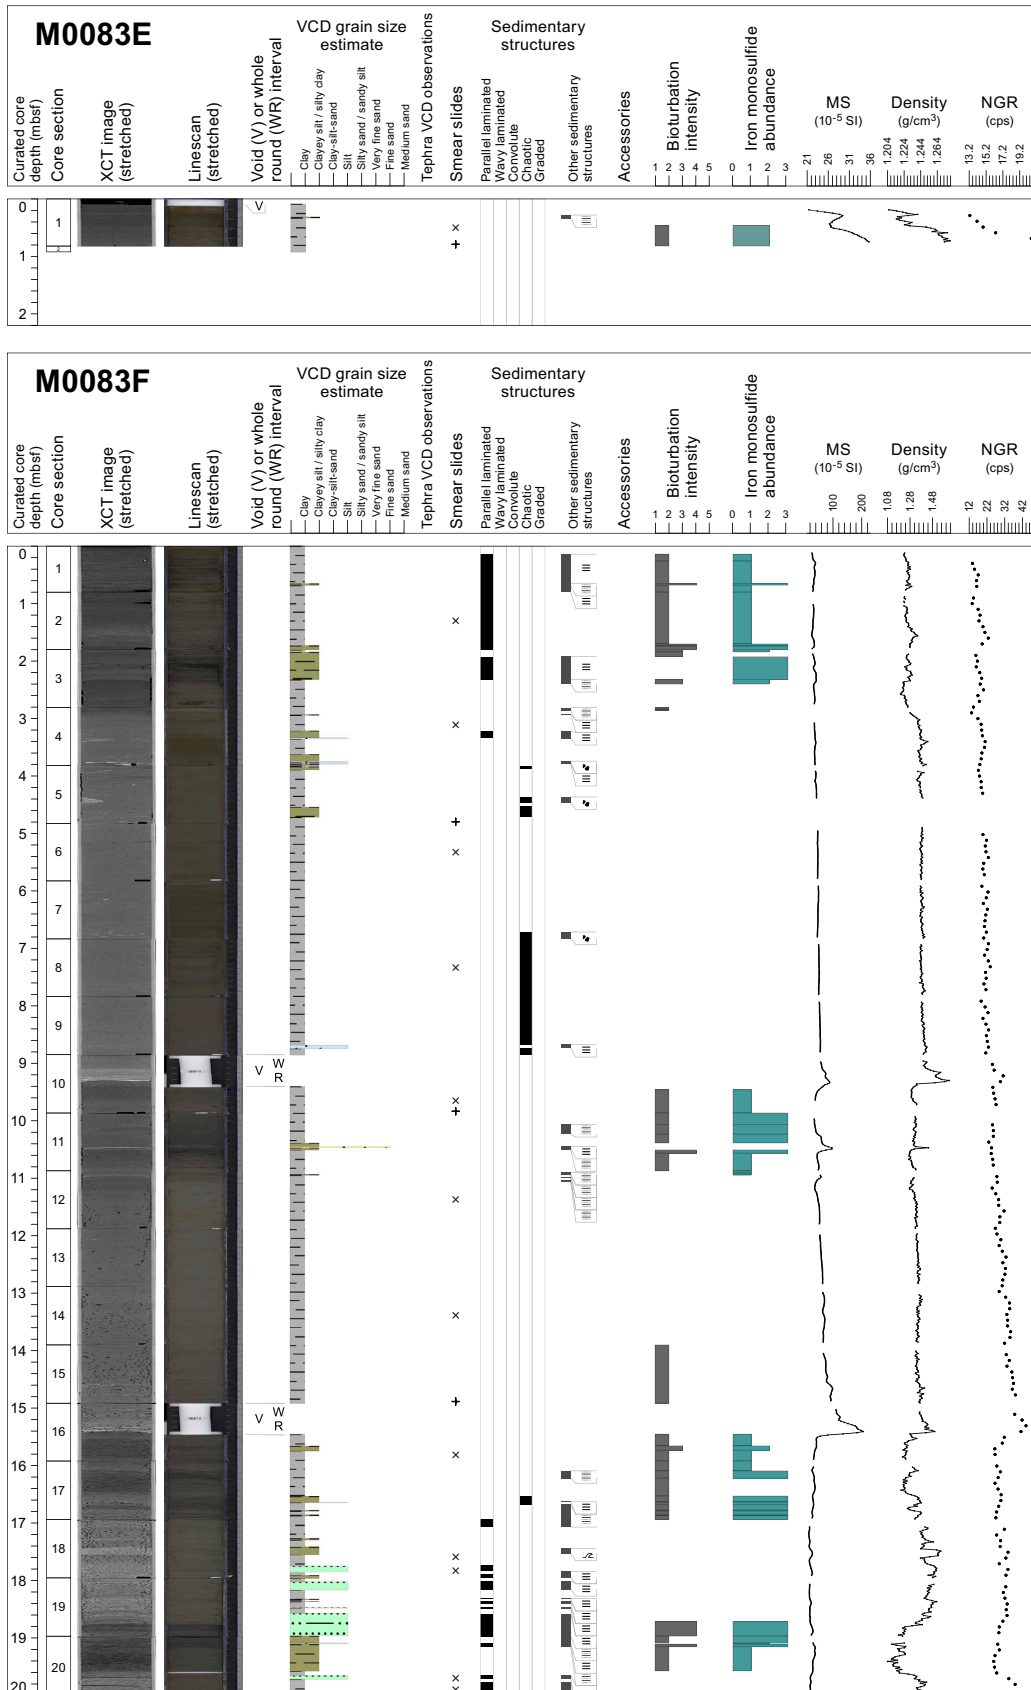 M0083E
VCD grain size estimate
Sedimentary structures
Curated core depth (mbsf)
Core section
XCT image (stretched)
Linescan (stretched)
Void (V) or whole round (WR) interval
Clay
Clayey silt / silty clay
Clay-silt-sand
Silt
Silty sand / sandy silt
Very fine sand
Fine sand
Medium sand
Tephra VCD observations
Smear slides
Parallel laminated
Wavy laminated
Convolute
Chaotic
Graded
Other sedimentary structures
Accessories
Bioturbation intensity
1 2 3 4 5
Iron monosulfide abundance
0 1 2 3
MS (10-5 SI)
21 26 31 36
Density (g/cm3)
1.204 1.224 1.244 1.264
NGR (cps)
13.2 15.2 17.2 19.2
0
1
2
1
V
M0083F
VCD grain size estimate
Sedimentary structures
Curated core depth (mbsf)
Core section
XCT image (stretched)
Linescan (stretched)
Void (V) or whole round (WR) interval
Clay
Clayey silt / silty clay
Clay-silt-sand
Silt
Silty sand / sandy silt
Very fine sand
Fine sand
Medium sand
Tephra VCD observations
Smear slides
Parallel laminated
Wavy laminated
Convolute
Chaotic
Graded
Other sedimentary structures
Accessories
Bioturbation intensity
1 2 3 4 5
Iron monosulfide abundance
0 1 2 3
MS (10-5 SI)
100 200
Density (g/cm3)
1.08 1.28 1.48
NGR (cps)
12 22 32 42
0
1
2
3
4
5
6
7
8
9
10
11
12
13
14
15
16
17
18
19
20
1
2
3
4
5
6
7
8
9
10
11
12
13
14
15
16
17
18
19
20
V W R
V W R